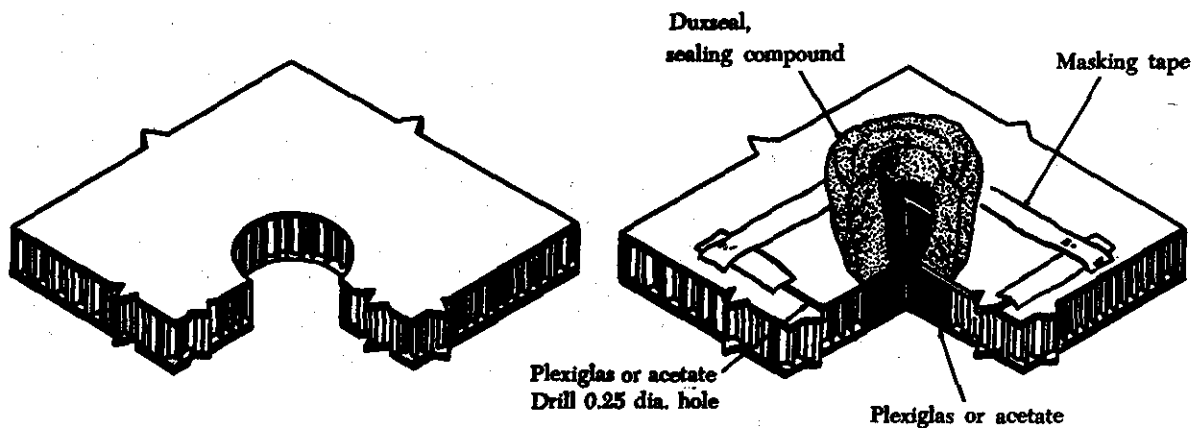 Duxseal,
sealing compound
Masking tape
Plexiglas or acetate
Drill 0.25 dia. hole
Plexiglas or acetate